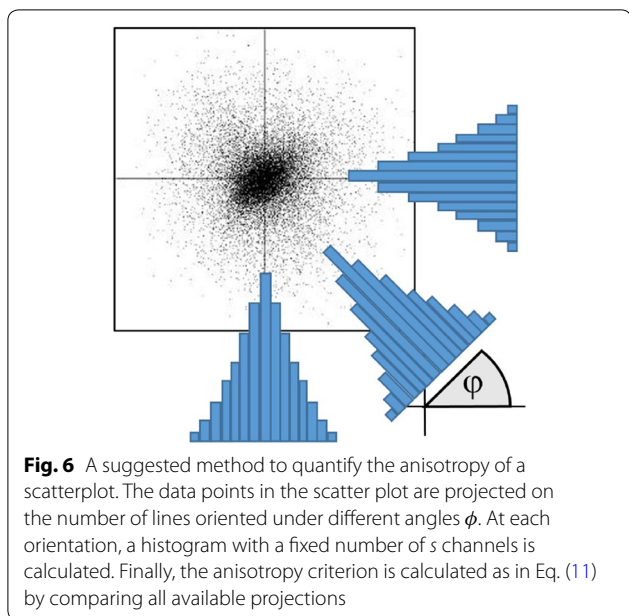 φ
Fig. 6 A suggested method to quantify the anisotropy of a
scatterplot. The data points in the scatter plot are projected on
the number of lines oriented under different angles ϕ. At each
orientation, a histogram with a fixed number of s channels is
calculated. Finally, the anisotropy criterion is calculated as in Eq. (11)
by comparing all available projections